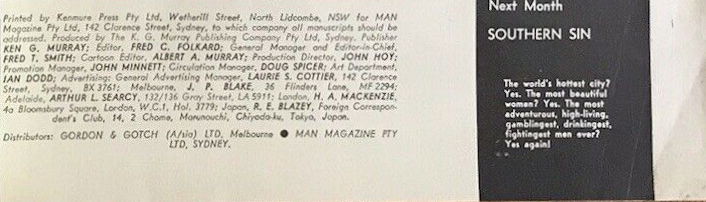 Printed by Kenmure Press Pty Ltd, Wetherill Street, North Lidcombe, NSW for MAN
Magazine Pty Ltd, 142 Clarence Street, Sydney, to which company all manuscripts should be
addressed. Produced by The K. G. Murray Publishing Company Pty Ltd, Sydney. Publisher
KEN G. MURRAY; Editor, FRED C. FOLKARD; General Manager and Editor-in-Chief,
FRED T. SMITH; Cartoon Editor, ALBERT A. MURRAY; Production Director, JOHN HOY;
Promotion Manager, JOHN MINNETT; Circulation Manager, DOUG SPICER; Art Department,
IAN DODD; Advertising: General Advertising Manager, LAURIE S. COTTIER, 142 Clarence
Street, Sydney, BX 3761; Melbourne, J. P. BLAKE, 36 Flinders Lane, MF 2294;
Adelaide, ARTHUR L. SEARCY, 132/136 Gray Street, LA 5911; London, H. A. MACKENZIE,
4a Bloomsbury Square, London, W.C.1, Hol. 3779; Japan, R. E. BLAZEY, Foreign Correspon-
dent's Club, 14, 2 Chome, Marunouchi, Chiyoda-ku, Tokyo, Japan.
Distributors: GORDON & GOTCH (A/sia) LTD, Melbourne ● MAN MAGAZINE PTY
LTD, SYDNEY.
Next Month
SOUTHERN SIN
The world's hottest city?
Yes. The most beautiful
women? Yes. The most
adventurous, high-living,
gamblingest, drinkingest,
fightingest men ever?
Yes again!